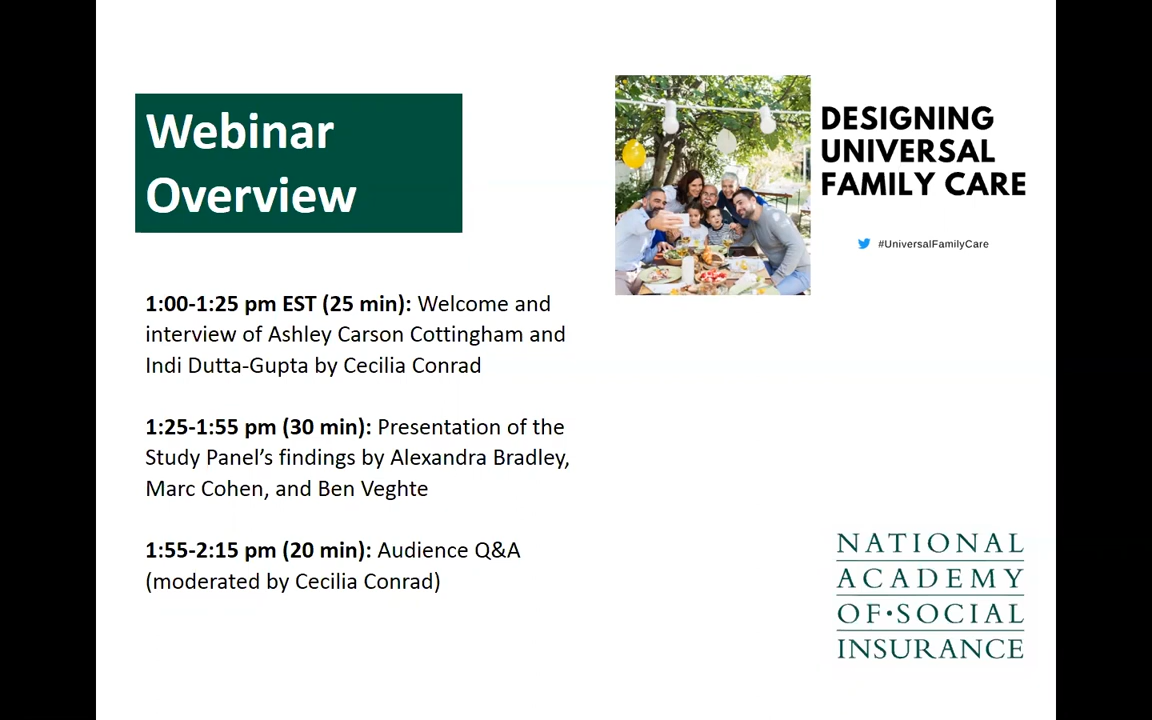 Webinar
Overview
DESIGNING
UNIVERSAL
FAMILY CARE
#UniversalFamilyCare
1:00-1:25 pm EST (25 min): Welcome and
interview of Ashley Carson Cottingham and
Indi Dutta-Gupta by Cecilia Conrad
1:25-1:55 pm (30 min): Presentation of the
Study Panel’s findings by Alexandra Bradley,
Marc Cohen, and Ben Veghte
1:55-2:15 pm (20 min): Audience Q&A
(moderated by Cecilia Conrad)
NATIONAL
ACADEMY
OF•SOCIAL
INSURANCE